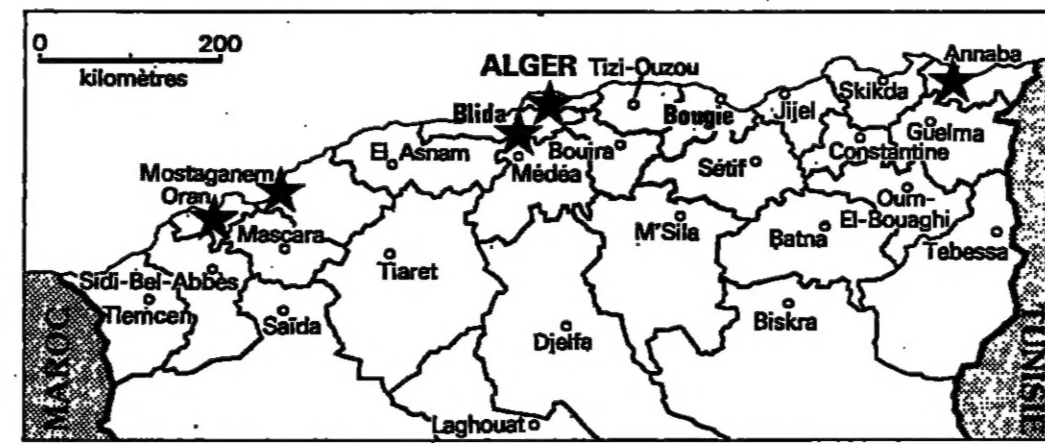 0 200
kilomètres
ALGER
Tizi-Ouzou
Annaba
Blida
Bougie
Jijel
Skikda
Guelma
El Asnam
Médéa
Bouira
Sétif
Constantine
Mostaganem
Oran
Mascara
Oum-
El-Bouaghi
M'Sila
Batna
Tebessa
Tiaret
Sidi-Bel-Abbès
Tlemcen
Saïda
Djelfa
Biskra
Laghouat
MAROC
TUNISIE